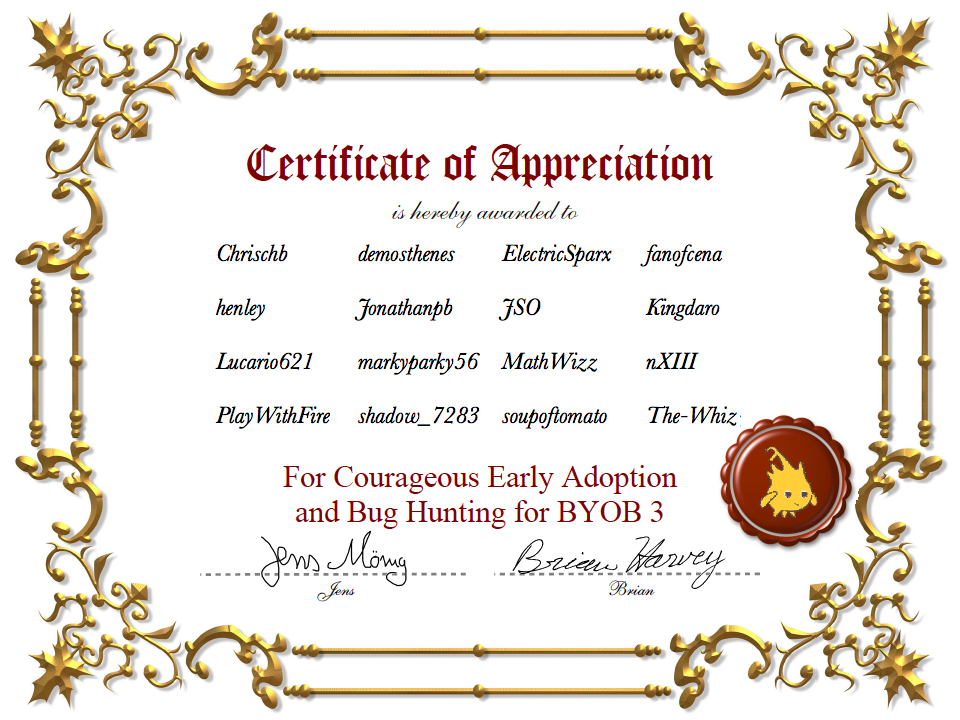 Certificate of Appreciation
is hereby awarded to
Chrischb demosthenes ElectricSparx fanofcena
henley Jonathanpb JSO Kingdaro
Lucario621 markyparky56 MathWizz nXIII
PlayWithFire shadow_7283 soupoftomato The-Whiz
For Courageous Early Adoption
and Bug Hunting for BYOB 3
Jens Mönig Brian Harvey
Jens Brian